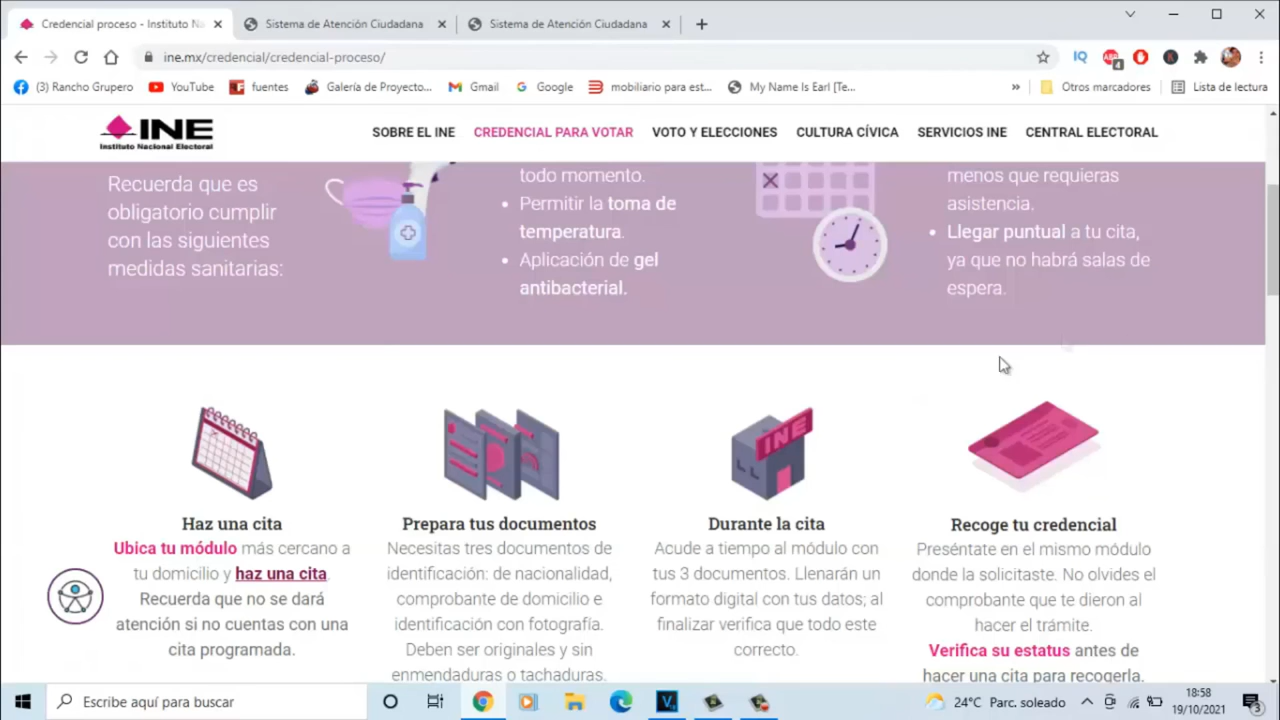 Credencial proceso - Instituto Na
Sistema de Atención Ciudadana
Sistema de Atención Ciudadana
ine.mx/credencial/credencial-proceso/
IQ
ABP
4
(3) Rancho Grupero
YouTube
fuentes
Galería de Proyecto...
Gmail
Google
mobiliario para est...
My Name Is Earl [Te...
»
Otros marcadores
Lista de lectura
INE
Instituto Nacional Electoral
SOBRE EL INE
CREDENCIAL PARA VOTAR
VOTO Y ELECCIONES
CULTURA CÍVICA
SERVICIOS INE
CENTRAL ELECTORAL
Recuerda que es
obligatorio cumplir
con las siguientes
medidas sanitarias:
todo momento.
• Permitir la toma de
temperatura.
• Aplicación de gel
antibacterial.
menos que requieras
asistencia.
• Llegar puntual a tu cita,
ya que no habrá salas de
espera.
Haz una cita
Ubica tu módulo más cercano a
tu domicilio y haz una cita.
Recuerda que no se dará
atención si no cuentas con una
cita programada.
Prepara tus documentos
Necesitas tres documentos de
identificación: de nacionalidad,
comprobante de domicilio e
identificación con fotografía.
Deben ser originales y sin
enmendaduras o tachaduras.
INE
Durante la cita
Acude a tiempo al módulo con
tus 3 documentos. Llenarán un
formato digital con tus datos; al
finalizar verifica que todo este
correcto.
Recoge tu credencial
Preséntate en el mismo módulo
donde la solicitaste. No olvides el
comprobante que te dieron al
hacer el trámite.
Verifica su estatus antes de
hacer una cita para recogerla.
Escribe aquí para buscar
24°C Parc. soleado
18:58
19/10/2021
3